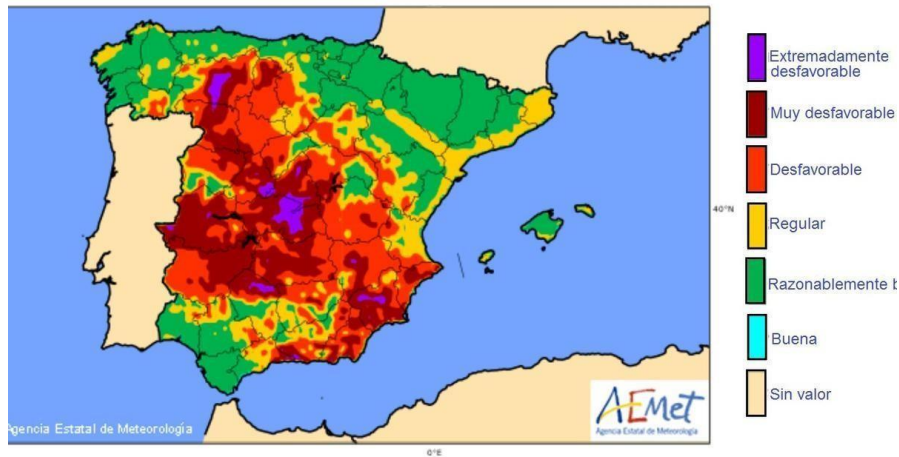 Extremadamente
desfavorable
Muy desfavorable
Desfavorable
Regular
40°N
Razonablemente b
Buena
Sin valor
AEMet
Agencia Estatal de Meteorología
Agencia Estatal de Meteorología
0°E